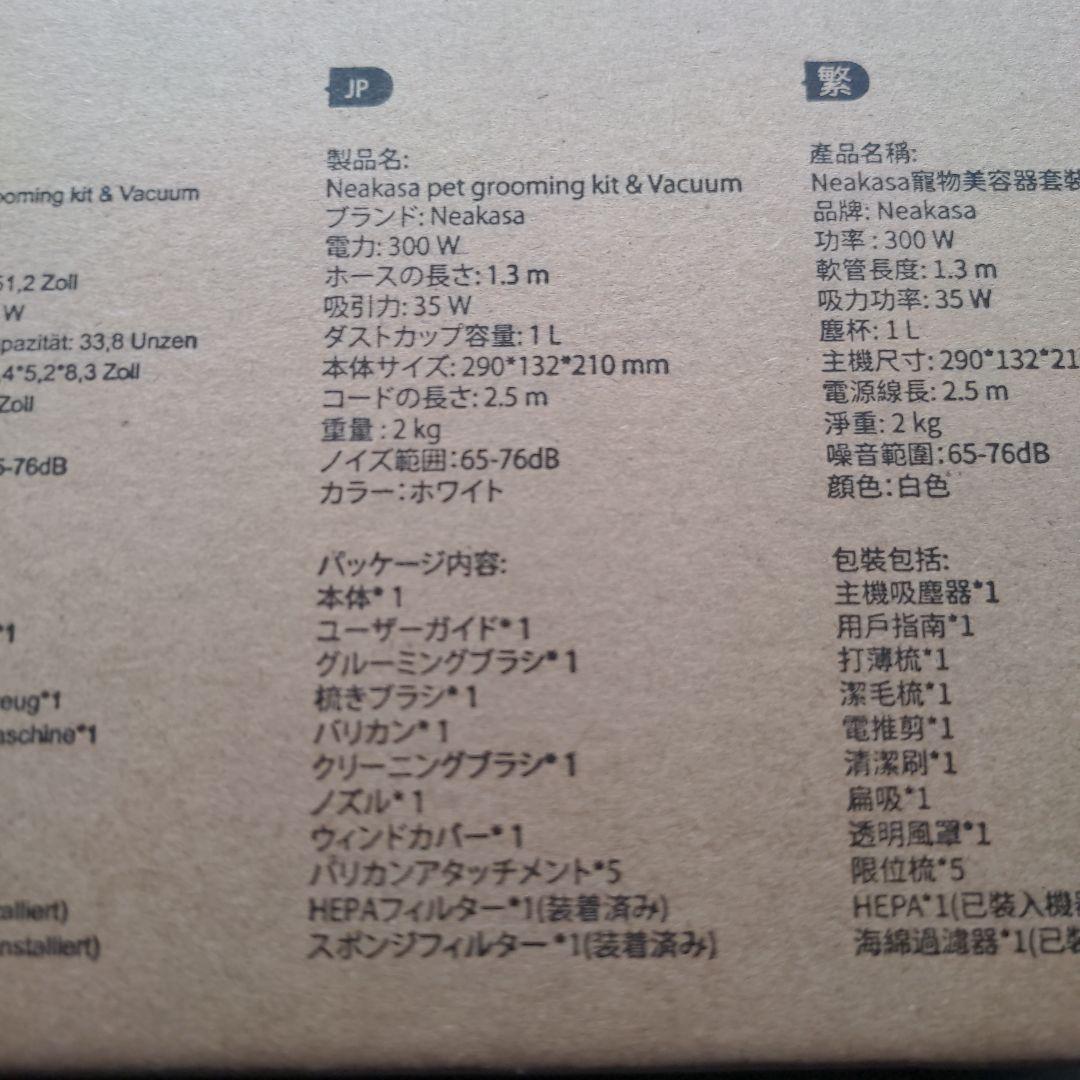 ooming kit & Vacuum
51,2 Zoll
W
pazität: 33,8 Unzen
,4*5,2*8,3 Zoll
Zoll
5-76dB
*1
eug*1
aschine*1
talliert)
nstalliert)
JP
製品名:
Neakasa pet grooming kit & Vacuum
ブランド: Neakasa
電力: 300 W
ホースの長さ: 1.3 m
吸引力: 35 W
ダストカップ容量: 1 L
本体サイズ: 290*132*210 mm
コードの長さ: 2.5 m
重量 : 2 kg
ノイズ範囲:65-76dB
カラー:ホワイト
パッケージ内容:
本体* 1
ユーザーガイド* 1
グルーミングブラシ* 1
梳きブラシ* 1
バリカン* 1
クリーニングブラシ* 1
ノズル* 1
ウィンドカバー* 1
バリカンアタッチメント*5
HEPAフィルター*1(装着済み)
スポンジフィルター *1(装着済み)
繁
產品名稱:
Neakasa寵物美容器套裝
品牌: Neakasa
功率 : 300 W
軟管長度: 1.3 m
吸力功率: 35 W
塵杯: 1 L
主機尺寸: 290*132*21
電源線長: 2.5 m
淨重: 2 kg
噪音範圍:65-76dB
顏色:白色
包裝包括:
主機吸塵器*1
用戶指南*1
打薄梳*1
潔毛梳*1
電推剪*1
清潔刷*1
扁吸*1
透明風罩*1
限位梳*5
HEPA*1(已裝入機器
海綿過濾器*1(已裝